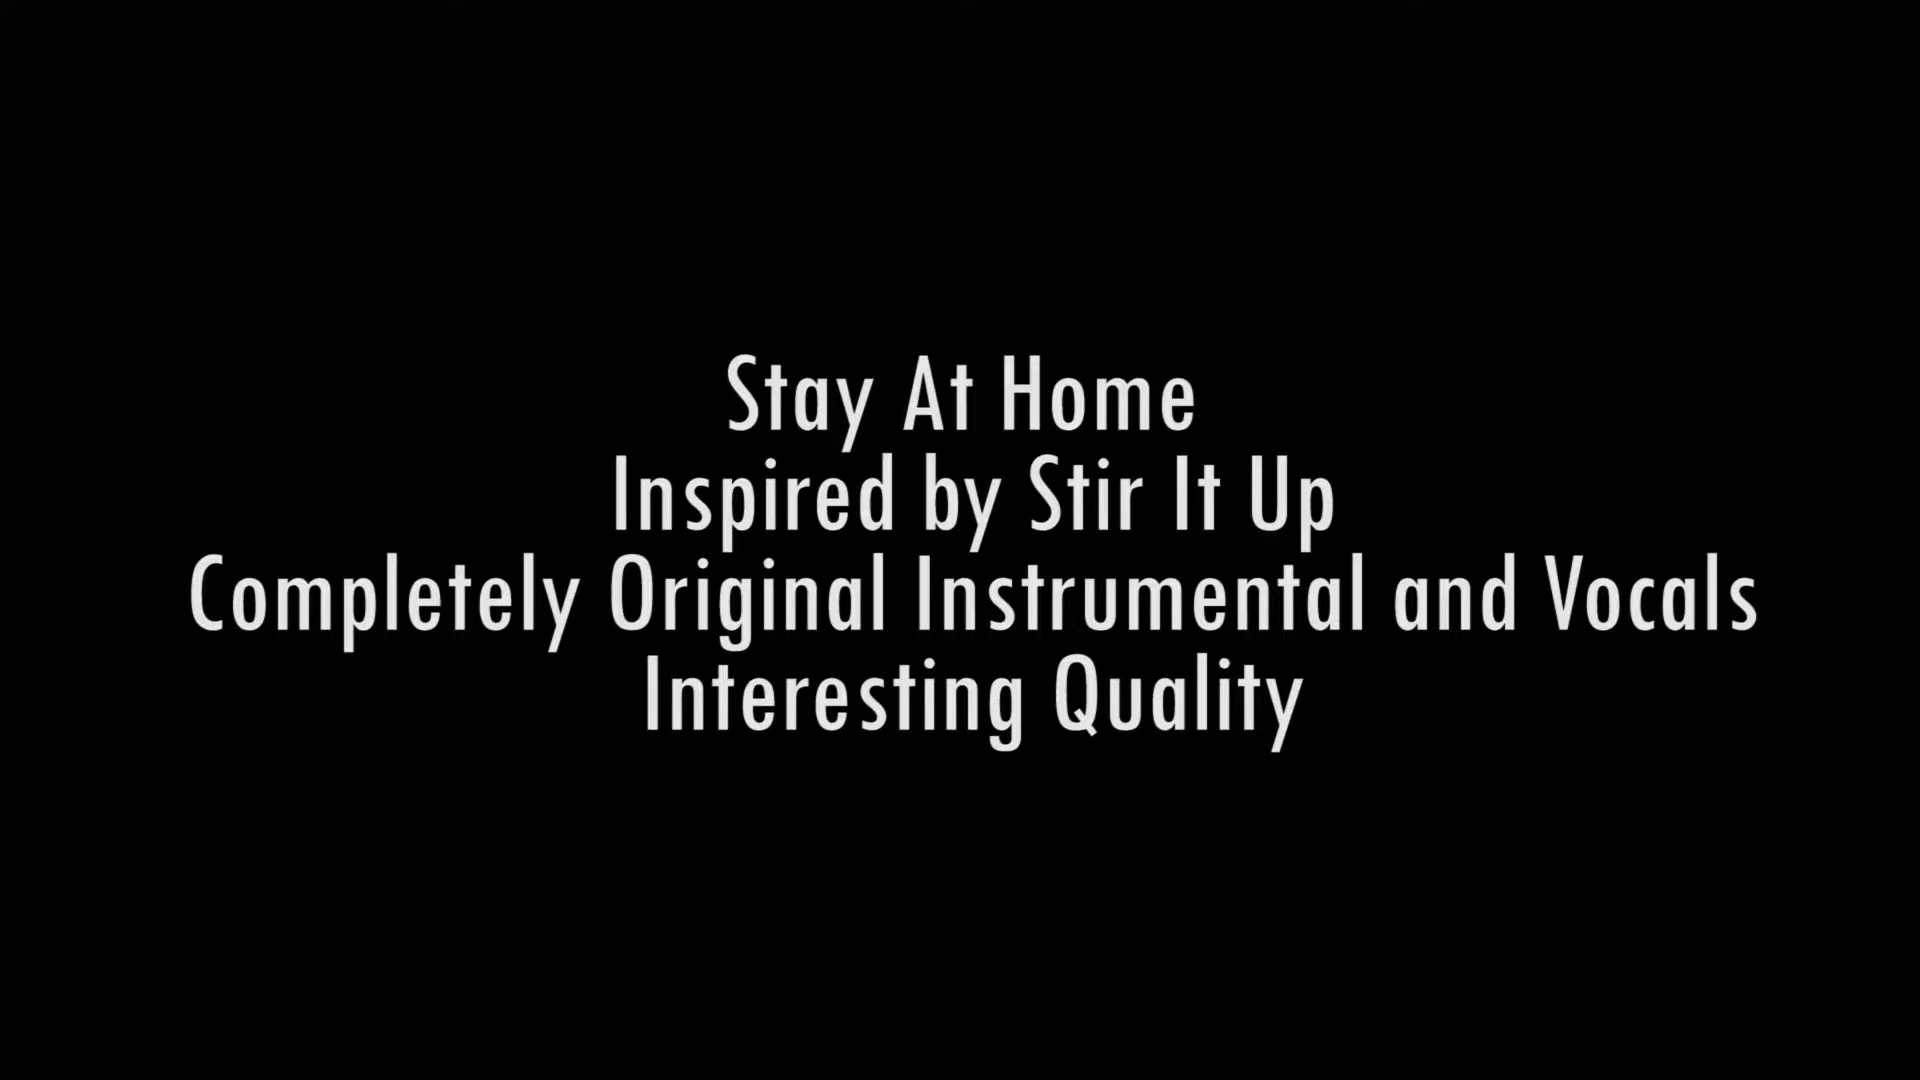 Stay At Home
Inspired by Stir It Up
Completely Original Instrumental and Vocals
Interesting Quality